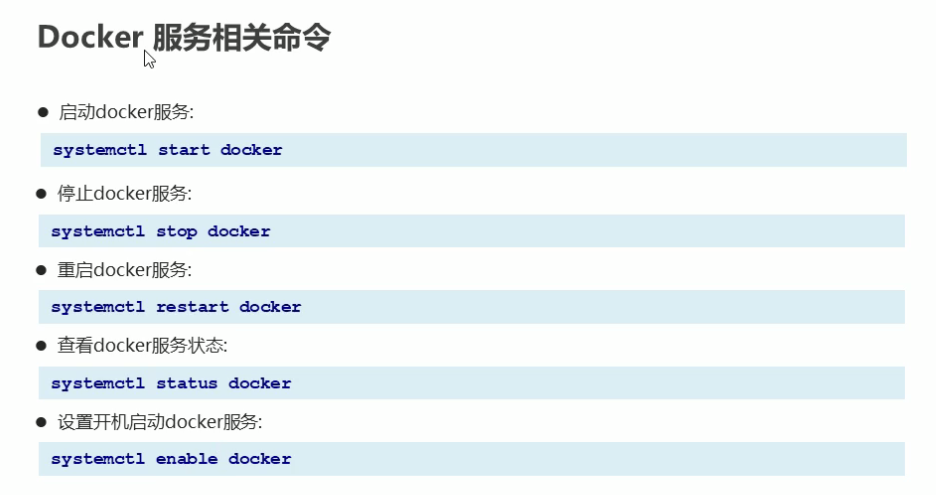 Docker 服务相关命令
● 启动docker服务:
systemctl start docker
● 停止docker服务:
systemctl stop docker
● 重启docker服务:
systemctl restart docker
● 查看docker服务状态:
systemctl status docker
● 设置开机启动docker服务:
systemctl enable docker